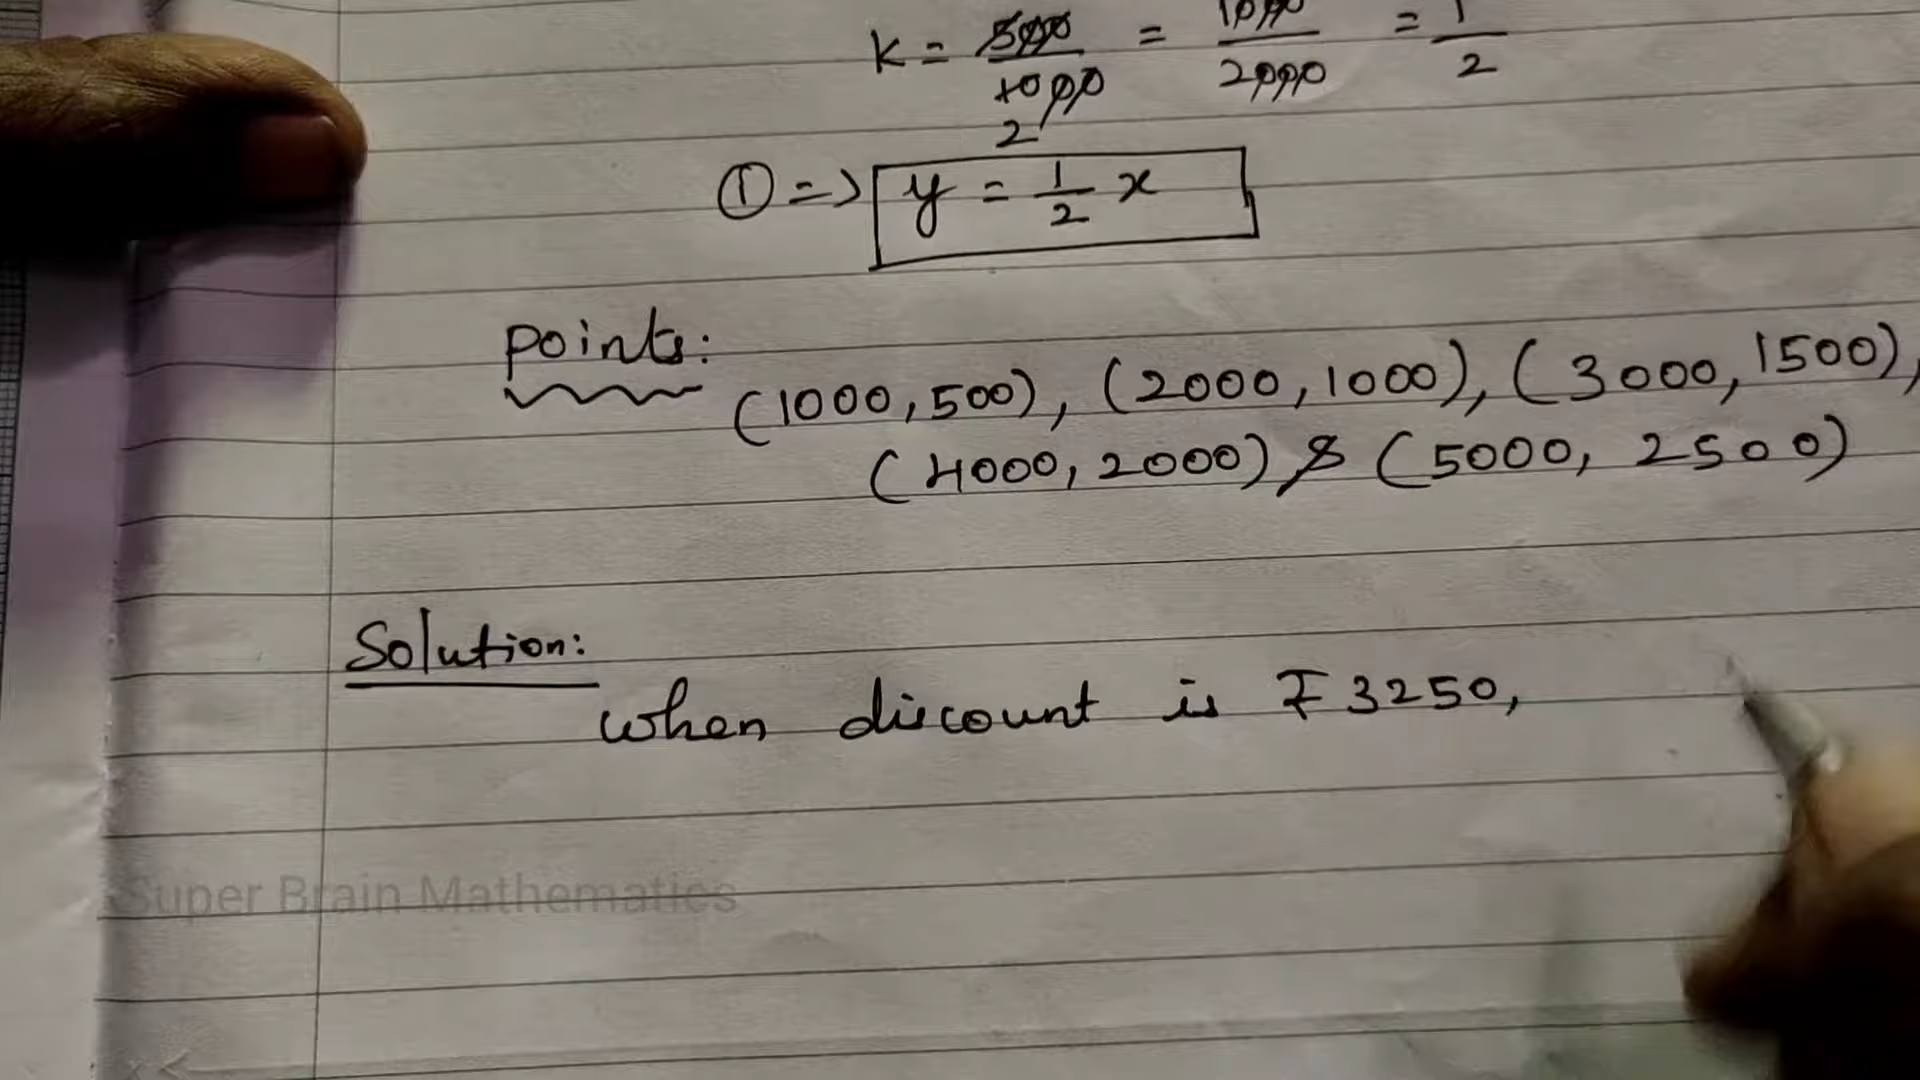 K = 500/1000 = 1000/2000 = 1/2
2
① => y = 1/2 x
Points:
(1000, 500), (2000, 1000), (3000, 1500),
(4000, 2000) & (5000, 2500)
Solution:
when discount is ₹ 3250,
Super Brain Mathematics